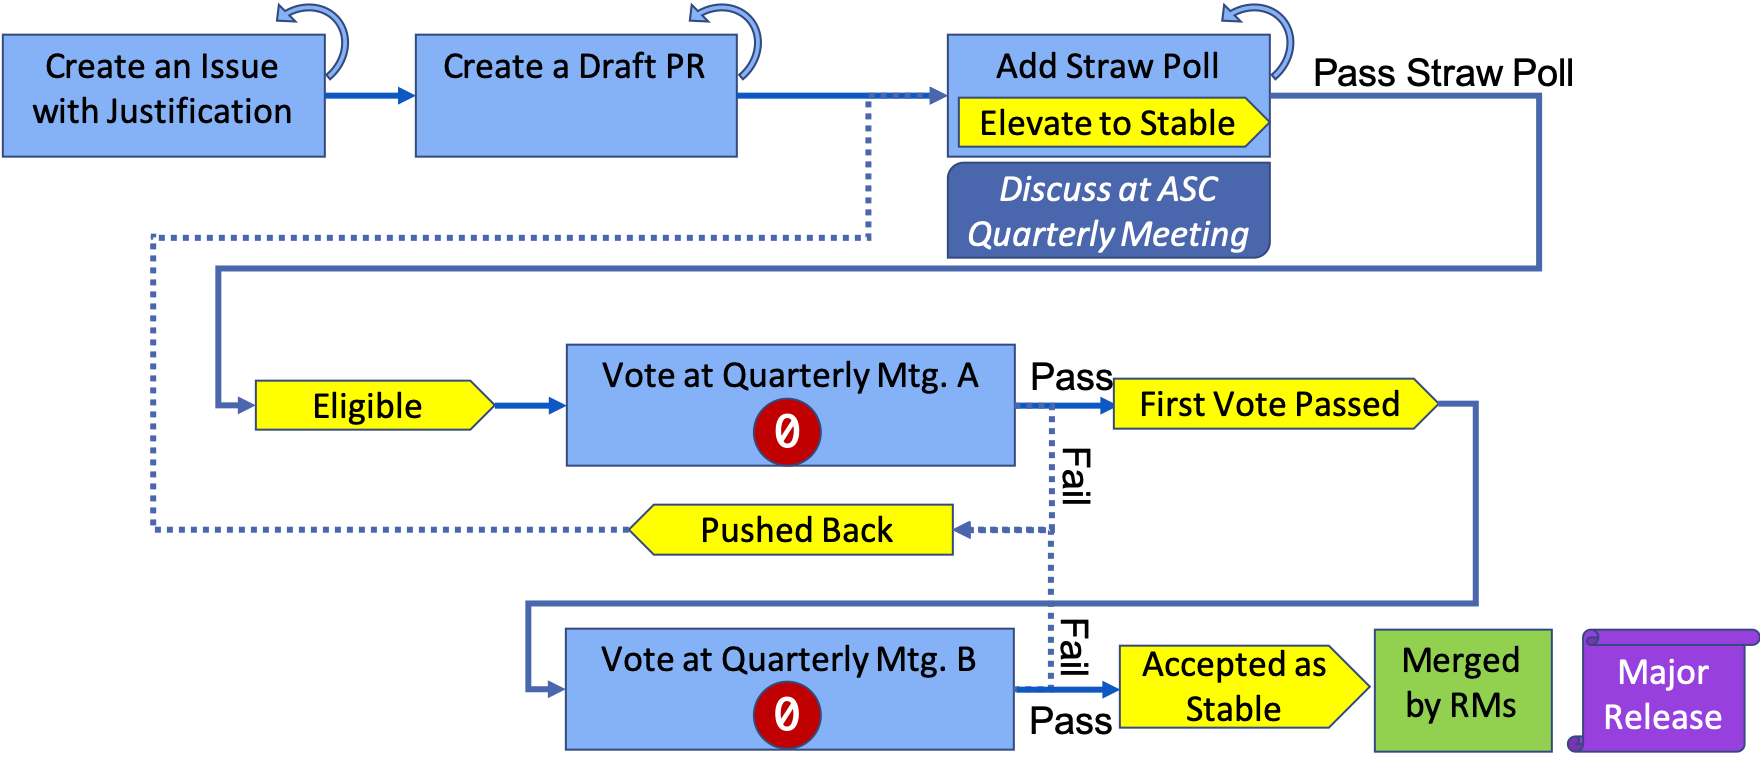 Create an Issue
with Justification
Create a Draft PR
Add Straw Poll
Elevate to Stable
Discuss at ASC
Quarterly Meeting
Pass Straw Poll
Eligible
Vote at Quarterly Mtg. A
0
Pass
First Vote Passed
Fail
Pushed Back
Vote at Quarterly Mtg. B
0
Fail
Pass
Accepted as
Stable
Merged
by RMs
Major
Release